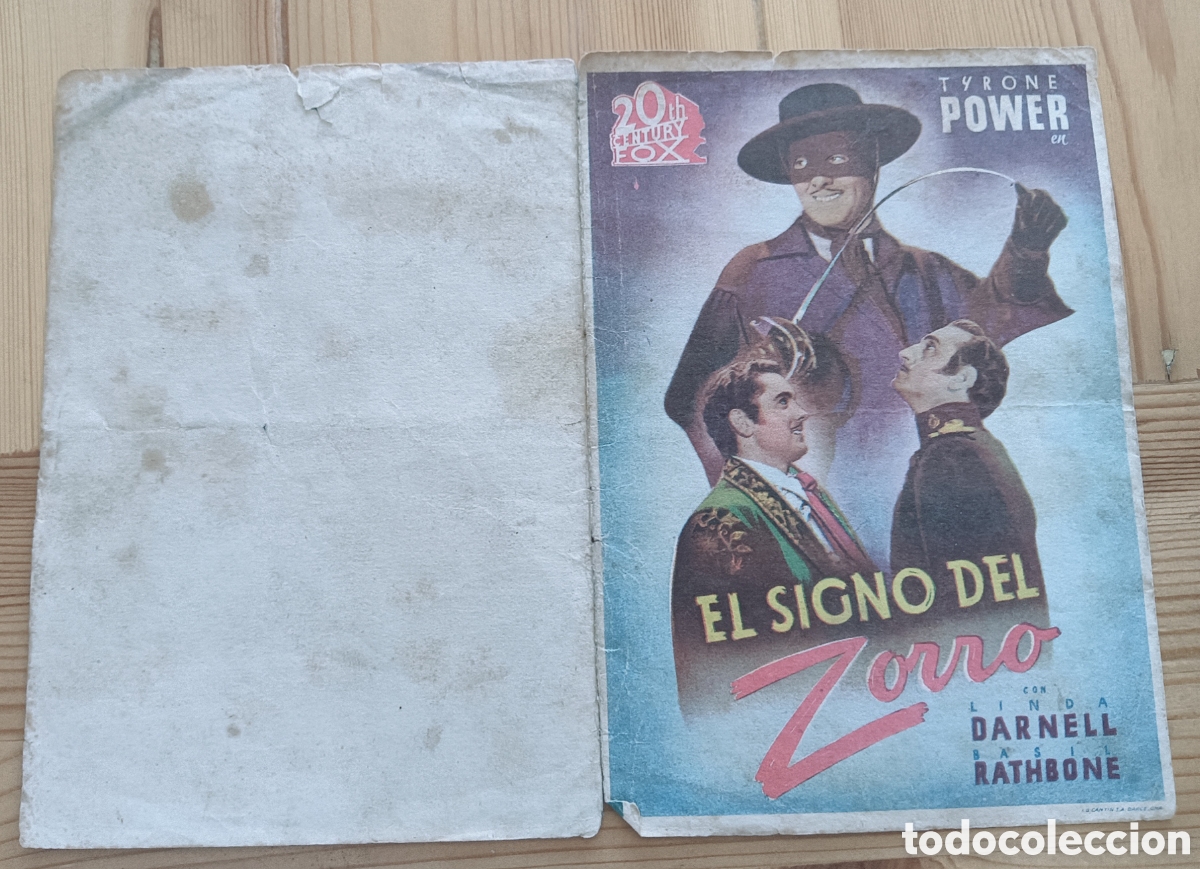 20th
CENTURY
FOX
TYRONE
POWER
en
EL SIGNO DEL
Zorro
CON
LINDA
DARNELL
BASIL
RATHBONE
todocoleccion